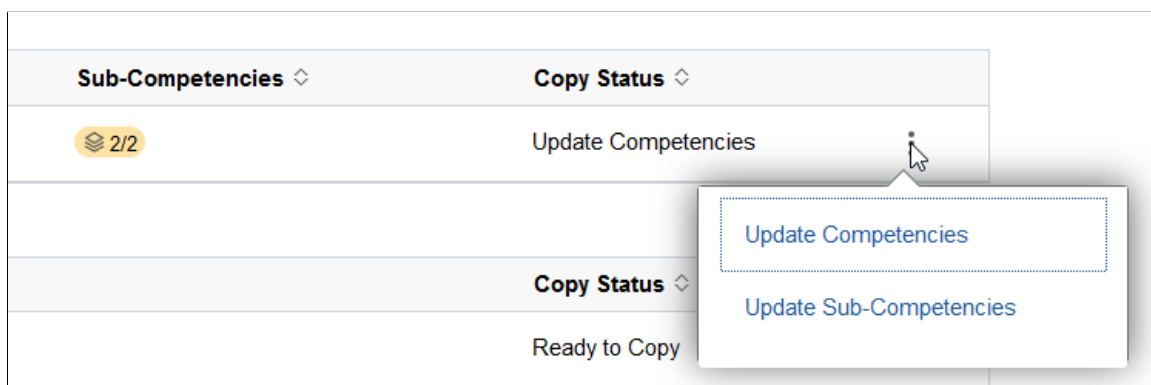 Sub-Competencies Copy Status
2/2 Update Competencies
Update Competencies
Copy Status
Update Sub-Competencies
Ready to Copy